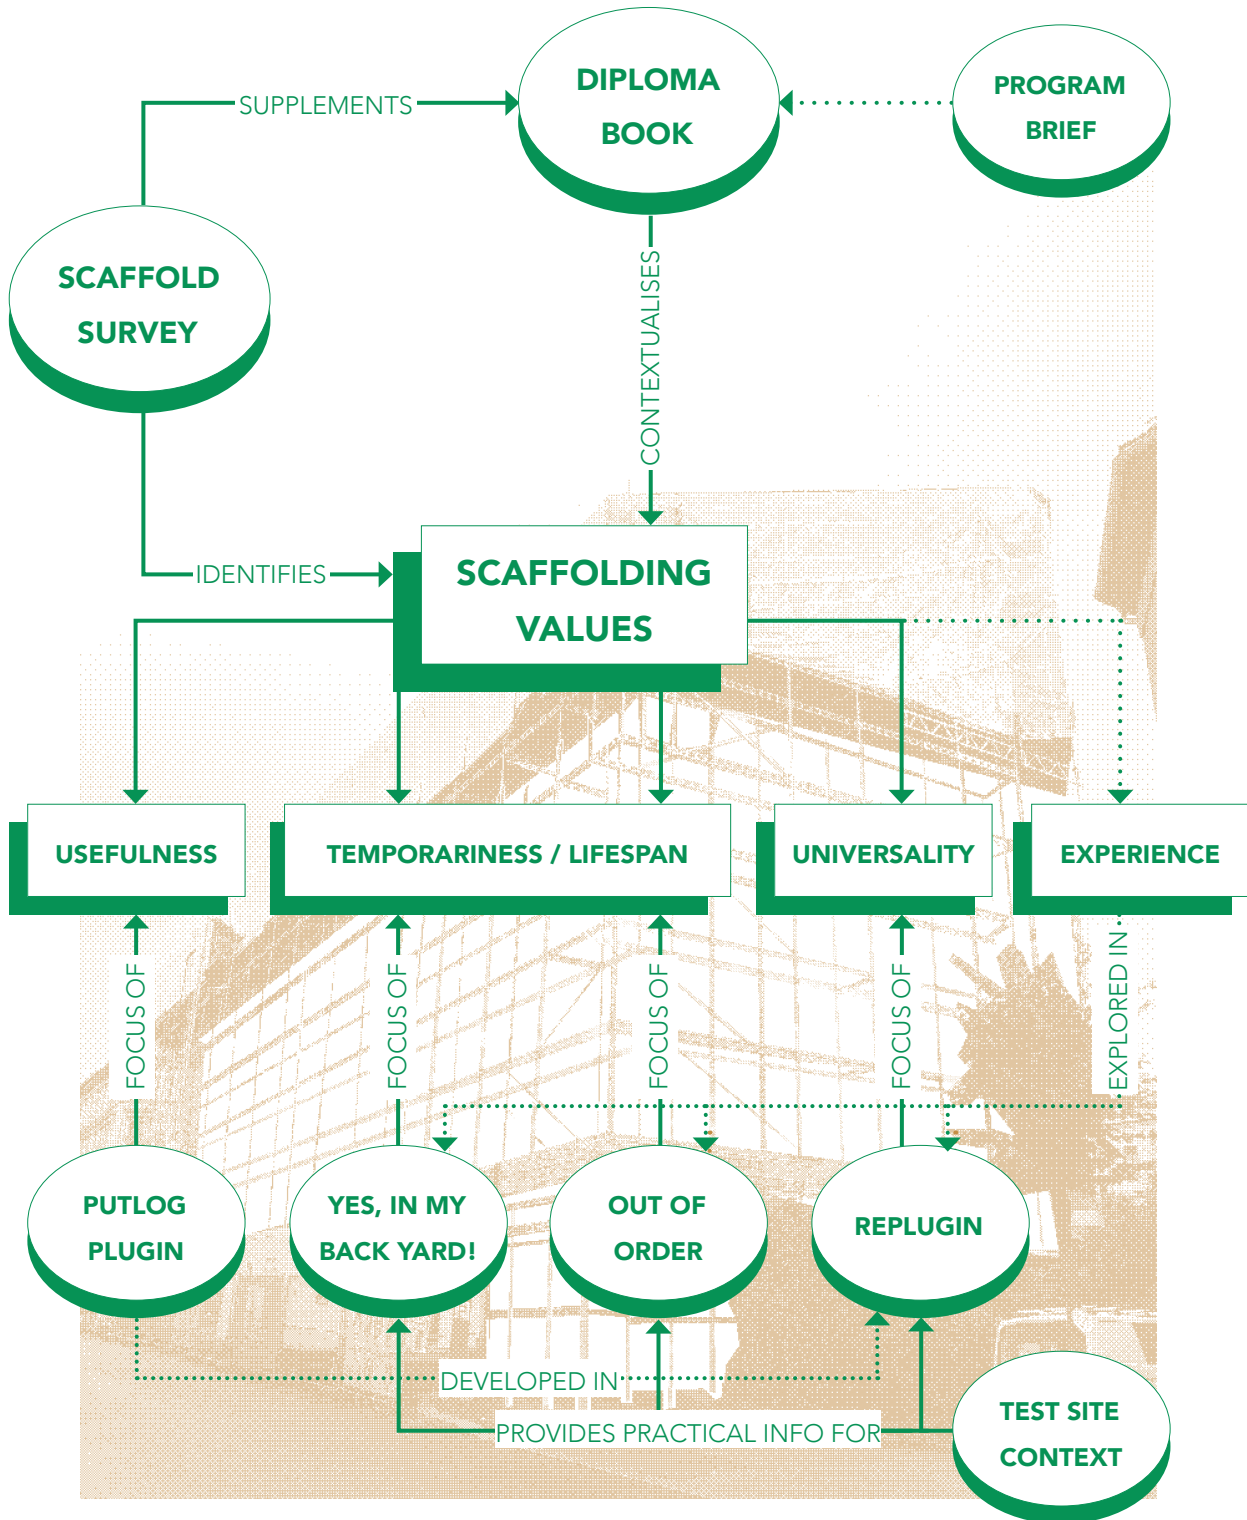 DIPLOMA
BOOK
PROGRAM
BRIEF
SUPPLEMENTS
SCAFFOLD
SURVEY
CONTEXTUALISES
IDENTIFIES
SCAFFOLDING
VALUES
USEFULNESS
TEMPORARINESS / LIFESPAN
UNIVERSALITY
EXPERIENCE
FOCUS OF
FOCUS OF
FOCUS OF
FOCUS OF
EXPLORED IN
PUTLOG
PLUGIN
YES, IN MY
BACK YARD!
OUT OF
ORDER
REPLUGIN
DEVELOPED IN
PROVIDES PRACTICAL INFO FOR
TEST SITE
CONTEXT